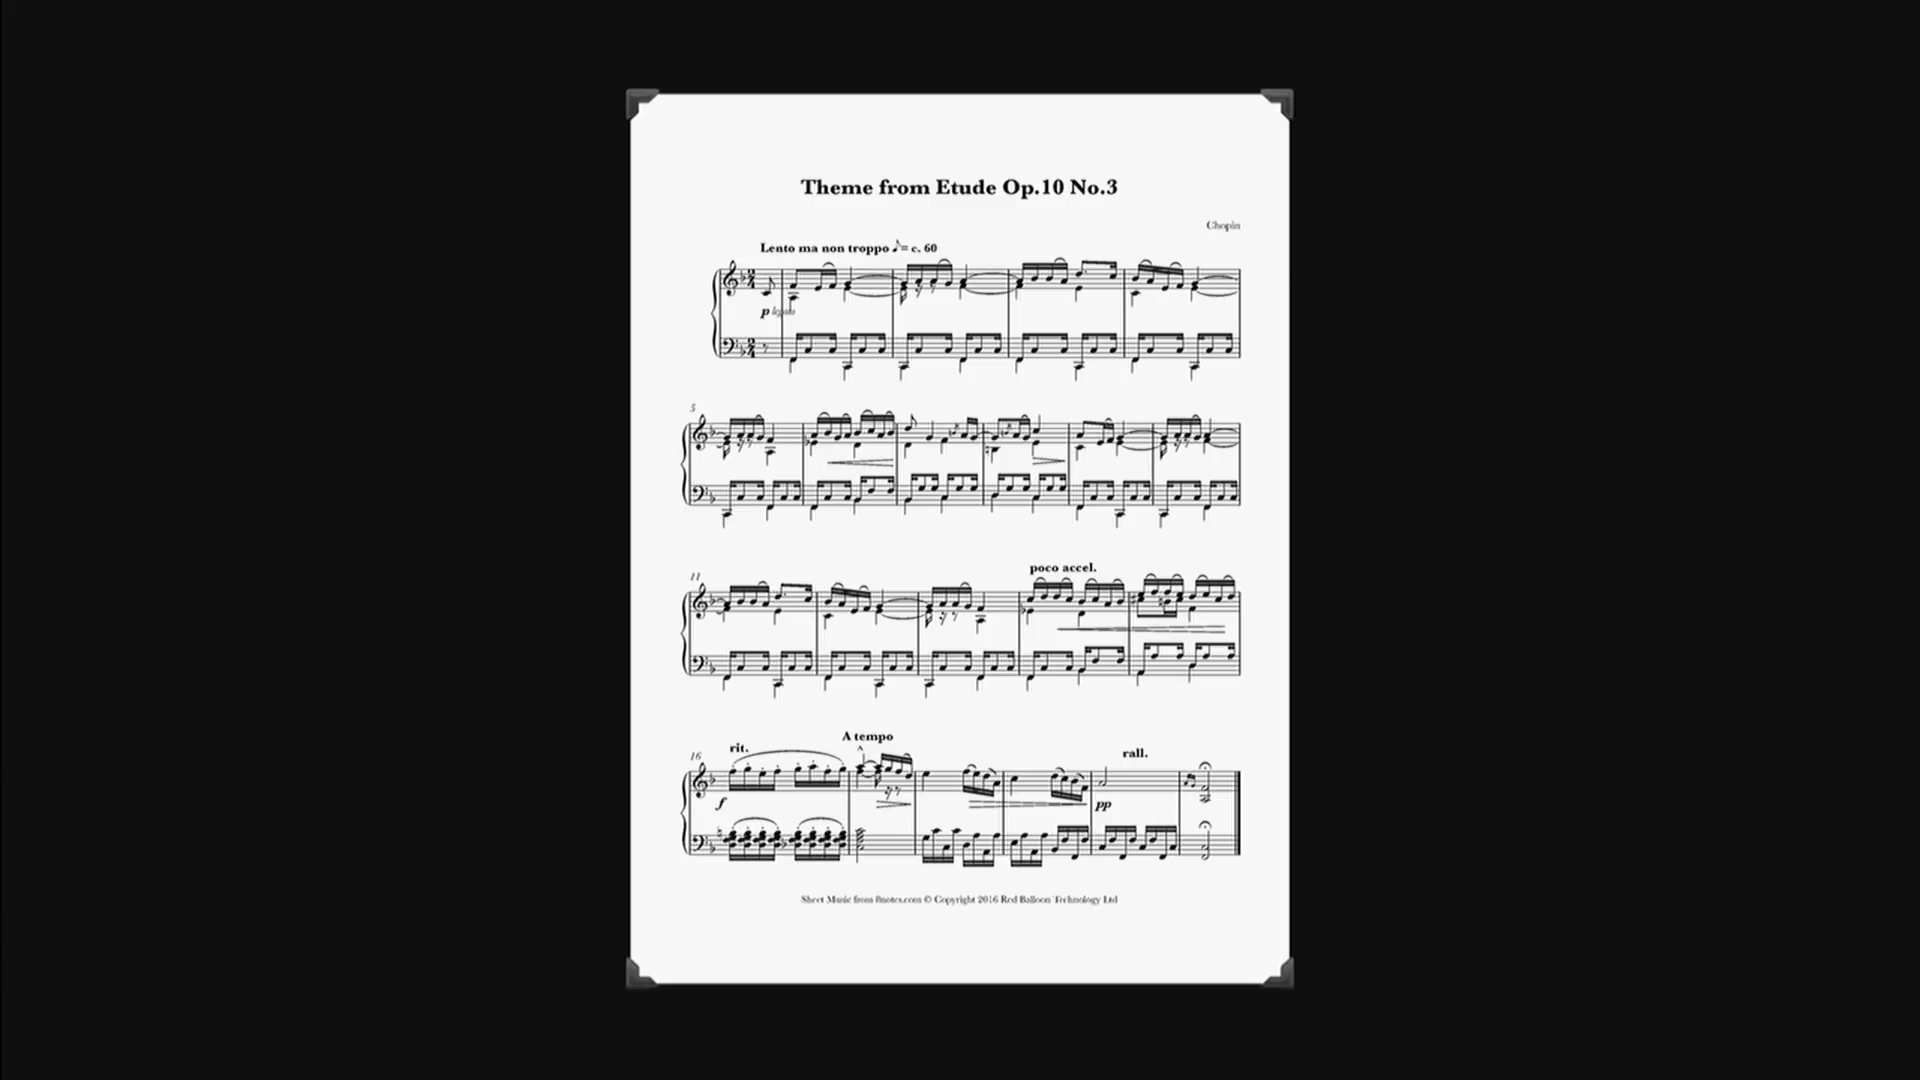 Theme from Etude Op.10 No.3
Chopin
Lento ma non troppo ♪= c. 60
p legato
5
11
poco accel.
16
rit.
A tempo
rall.
f
pp
Sheet Music from 8notes.com © Copyright 2016 Red Balloon Technology Ltd